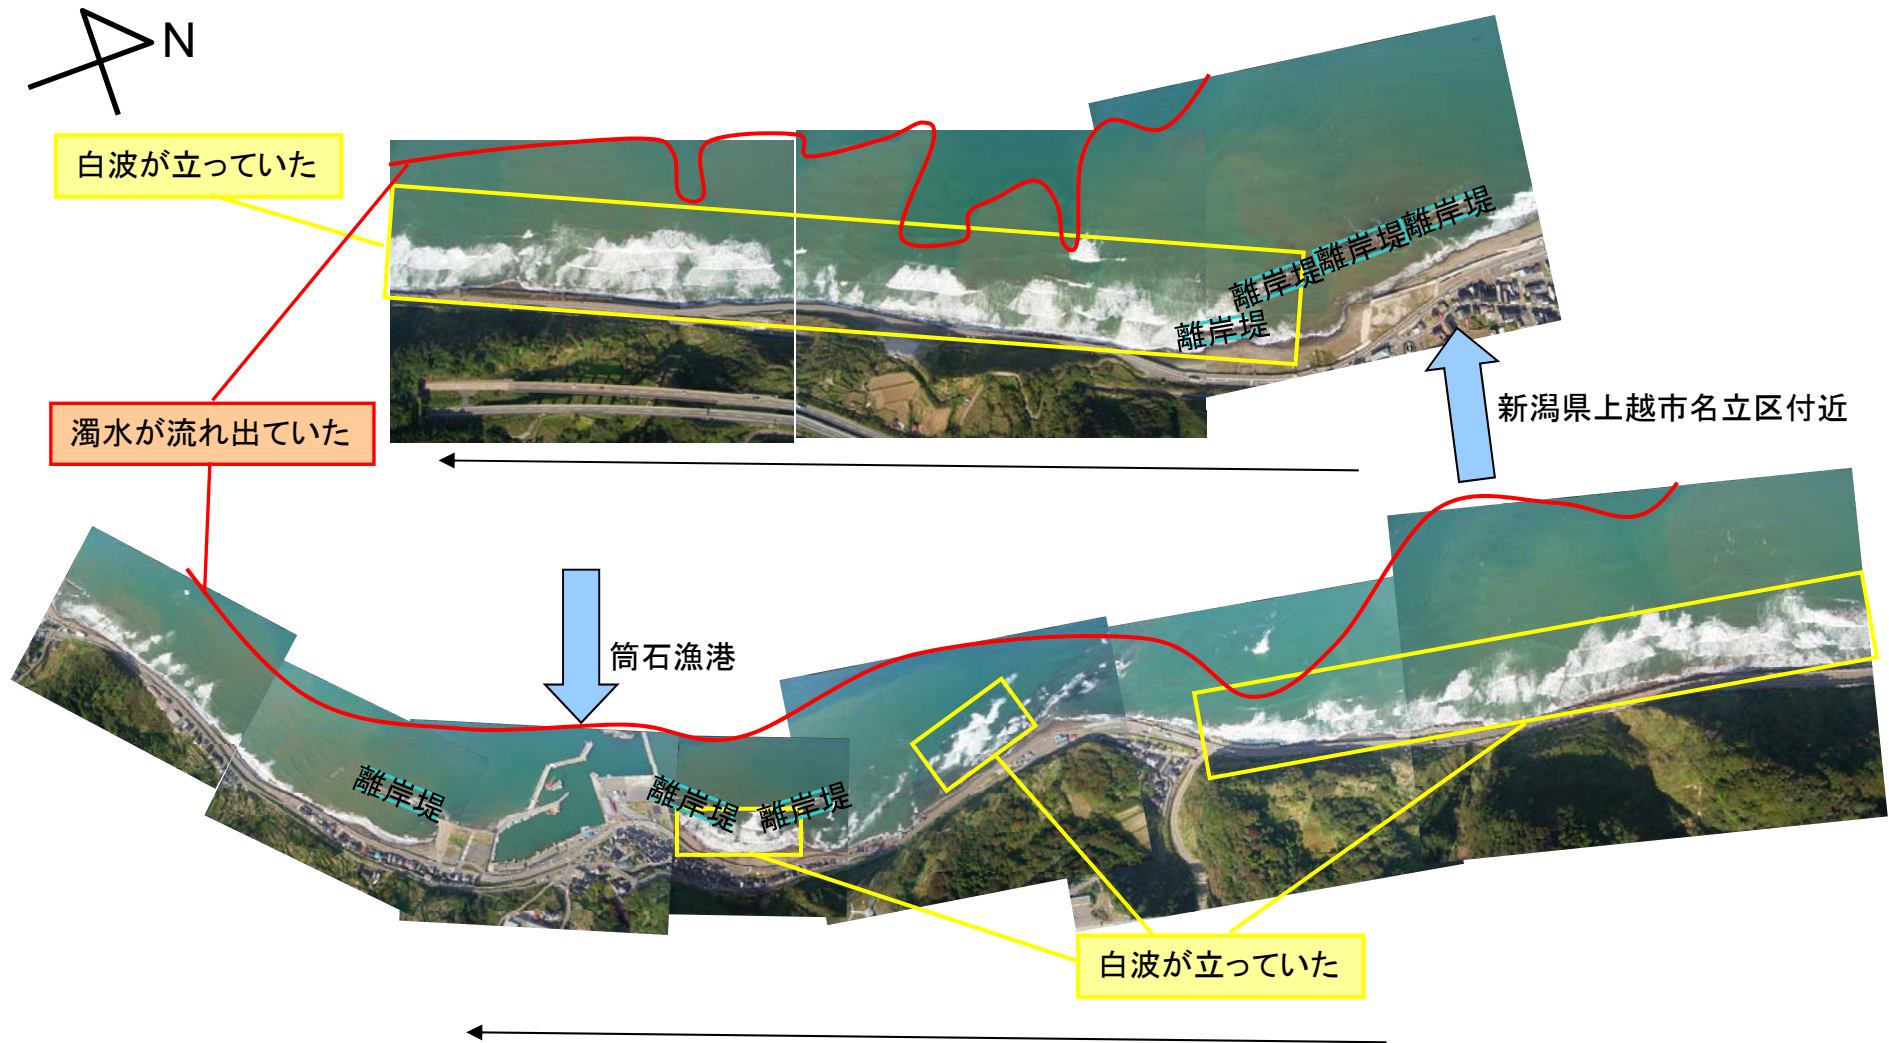 N
白波が立っていた
離岸堤
離岸堤
離岸堤
離岸堤
新潟県上越市名立区付近
濁水が流れ出ていた
筒石漁港
離岸堤
離岸堤
離岸堤
白波が立っていた